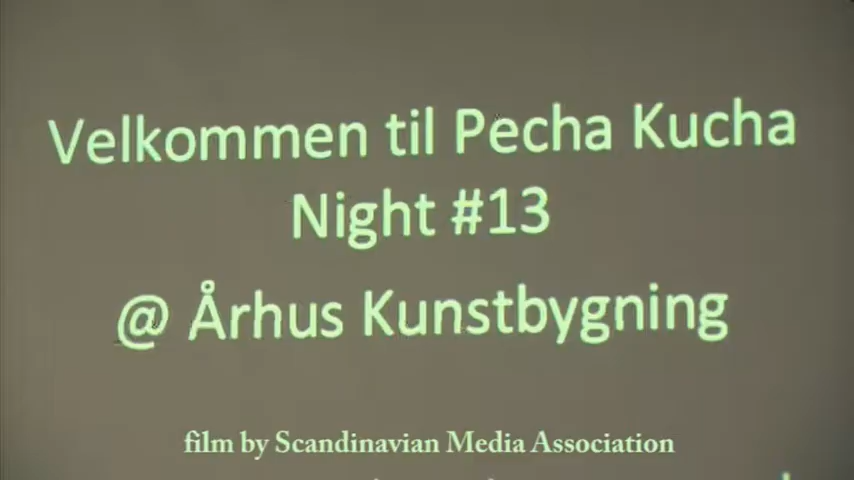 Velkommen til Pecha Kucha
Night #13
@ Århus Kunstbygning
film by Scandinavian Media Association